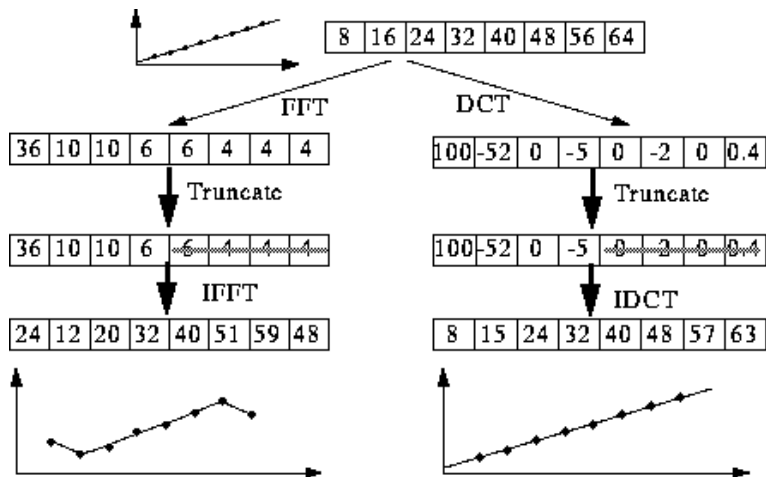 8 16 24 32 40 48 56 64
FFT DCT
36 10 10 6 6 4 4 4 100 -52 0 -5 0 -2 0 0.4
Truncate Truncate
36 10 10 6 6 4 4 4 100 -52 0 -5 0 2 0 0.4
IFFT IDCT
24 12 20 32 40 51 59 48 8 15 24 32 40 48 57 63